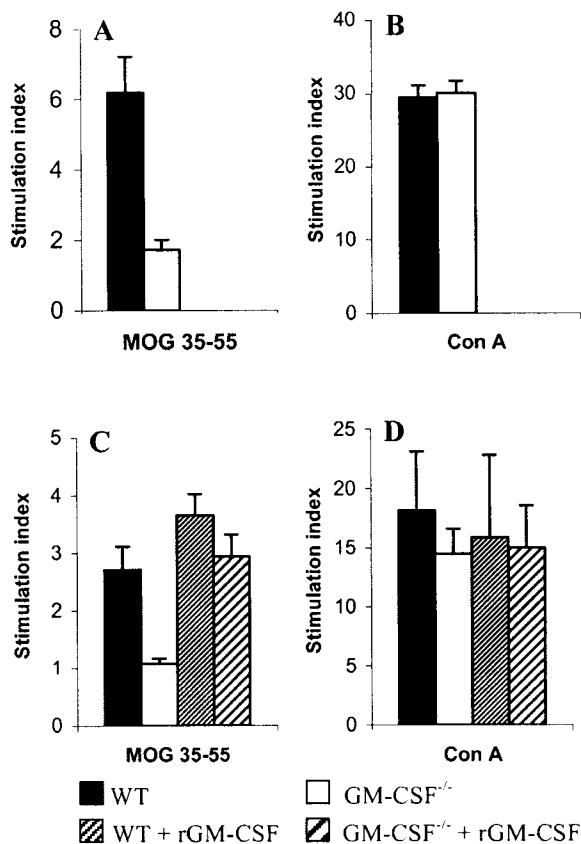 A
Stimulation index
8
6
4
2
0
MOG 35-55
B
Stimulation index
40
30
20
10
0
Con A
C
Stimulation index
5
4
3
2
1
0
MOG 35-55
D
Stimulation index
25
20
15
10
5
0
Con A
WT
GM-CSF-/-
WT + rGM-CSF
GM-CSF-/- + rGM-CSF